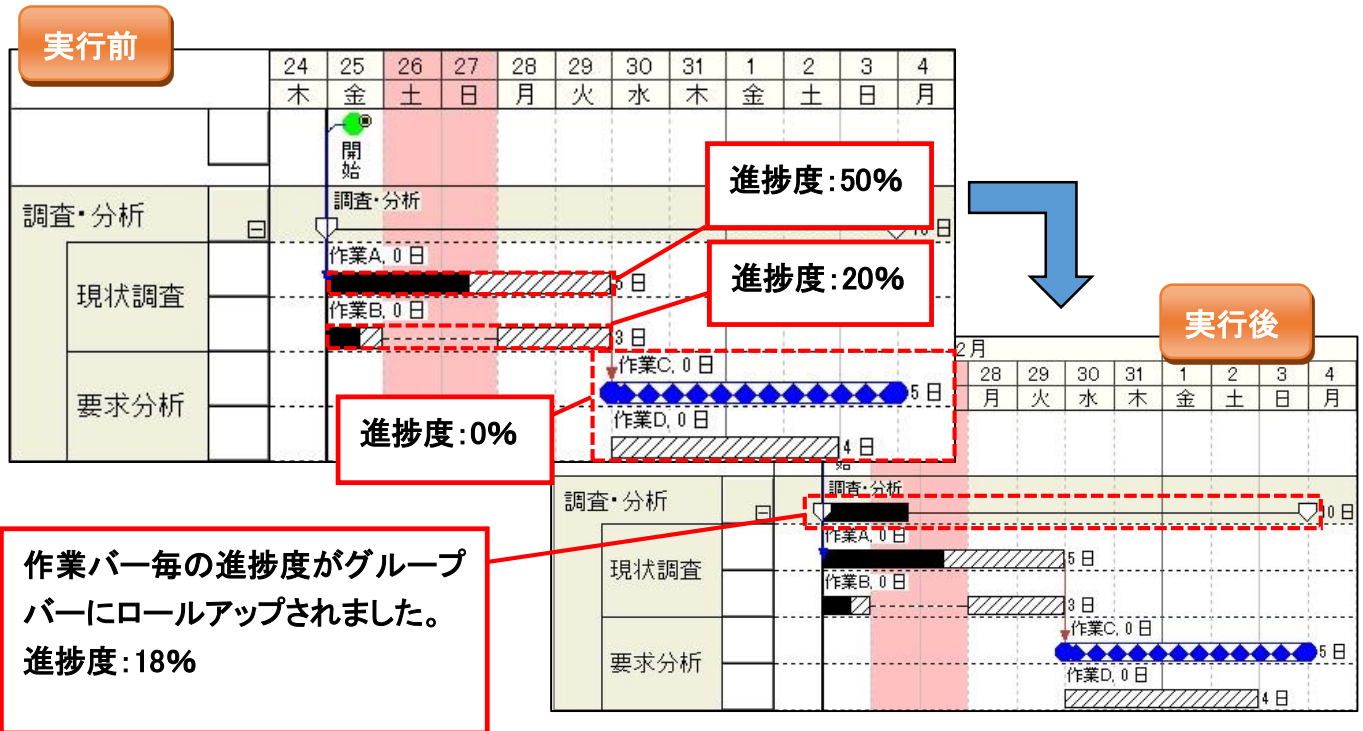 実行前
24 25 26 27 28 29 30 31 1 2 3 4
木 金 土 日 月 火 水 木 金 土 日 月
開始
調査・分析
調査・分析
10 日
作業A, 0 日
5 日
現状調査
作業B, 0 日
3 日
作業C, 0 日
5 日
要求分析
作業D, 0 日
4 日
進捗度：50%
進捗度：20%
進捗度：0%
実行後
2月
28 29 30 31 1 2 3 4
月 火 水 木 金 土 日 月
始
調査・分析
調査・分析
10 日
作業A, 0 日
5 日
現状調査
作業B, 0 日
3 日
作業C, 0 日
5 日
要求分析
作業D, 0 日
4 日
作業バー毎の進捗度がグループ
バーにロールアップされました。
進捗度：18%